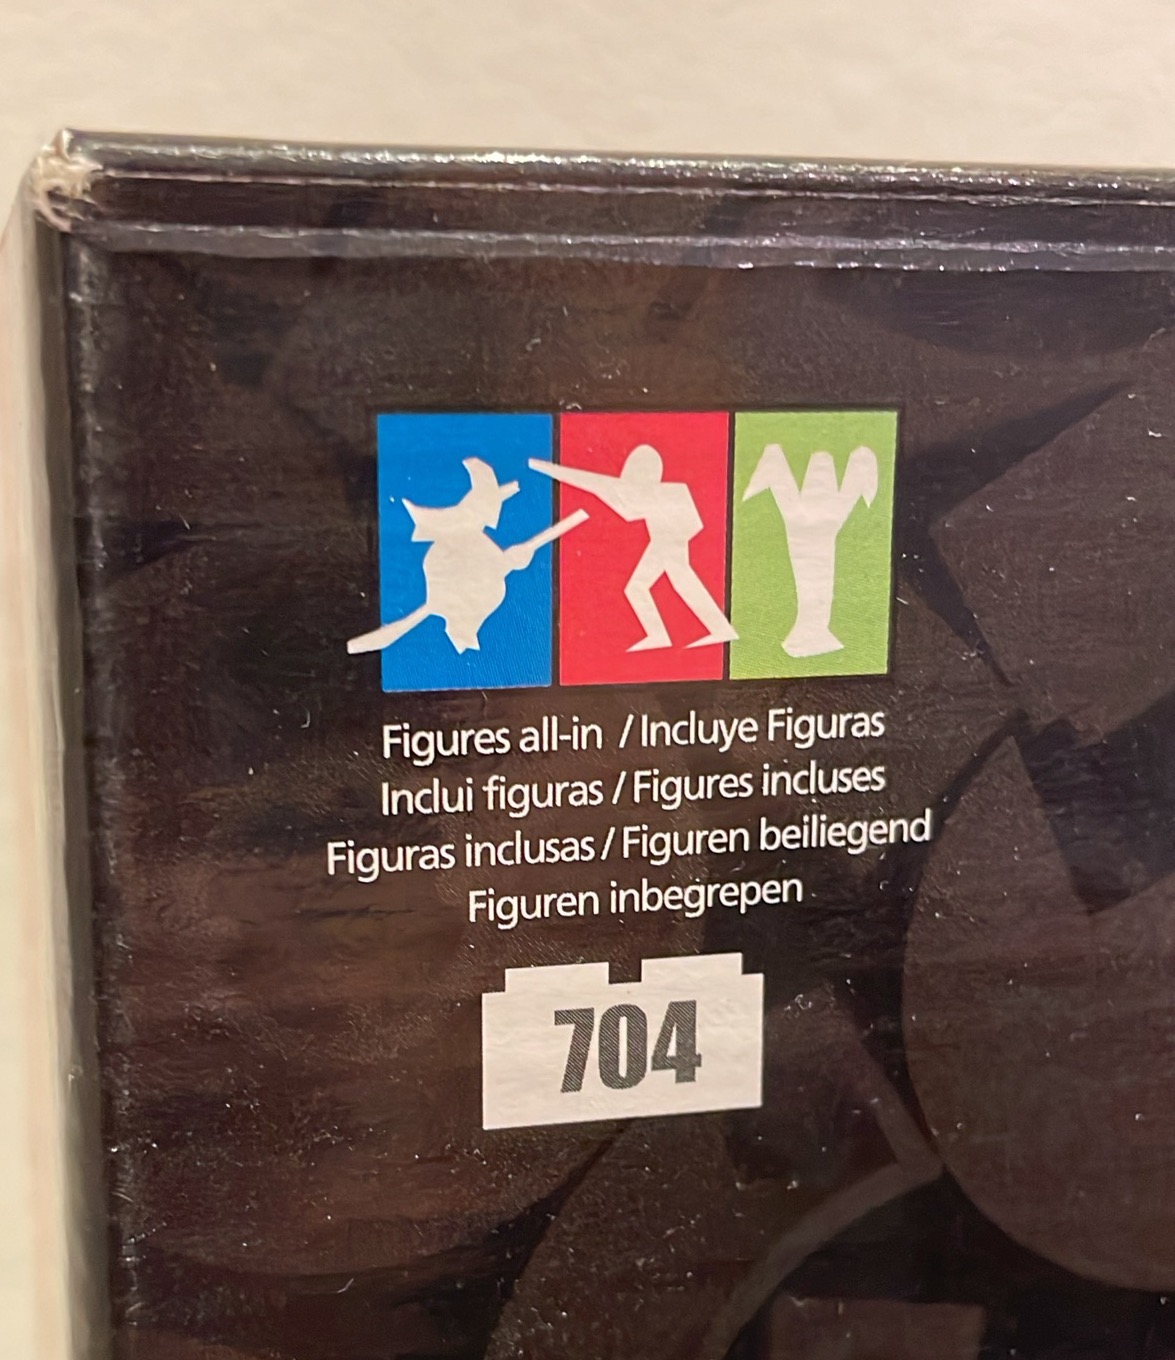 Figures all-in / Incluye Figuras
Inclui figuras / Figures incluses
Figuras inclusas / Figuren beiliegend
Figuren inbegrepen
704